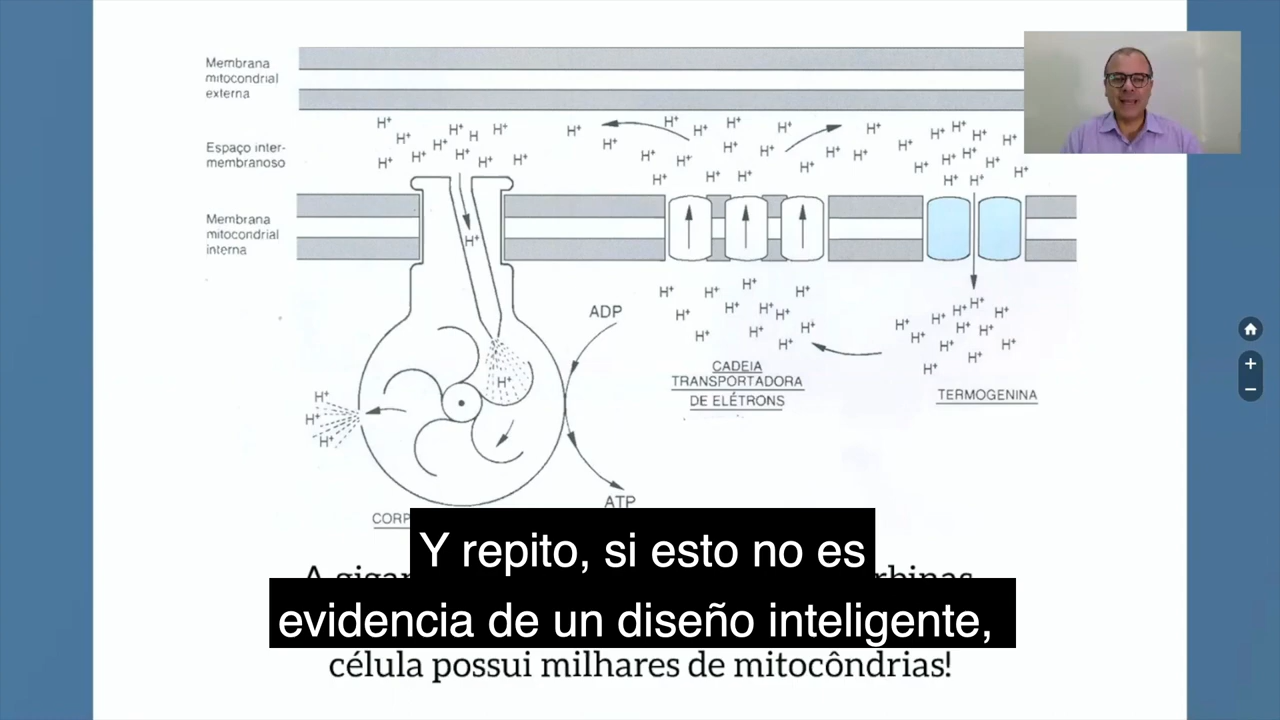 Membrana
mitocondrial
externa
Espaço inter-
membranoso
Membrana
mitocondrial
interna
H⁺ H⁺ H⁺ H H⁺ H⁺ H⁺ H⁺ H⁺ H⁺ H⁺ H⁺ H⁺
H⁺ H⁺ H⁺ H⁺ H⁺ H⁺ H⁺ H⁺ H⁺ H⁺
H⁺ H⁺ H⁺ H⁺ H⁺ H⁺ H⁺ H⁺ H⁺ H⁺ H⁺ H⁺ H⁺
H⁺ H⁺ H⁺ H⁺ H⁺ H⁺
H⁺
H⁺ H⁺ H⁺ H⁺
H⁺ H⁺ H⁺ H⁺
H⁺ H⁺ H⁺ H⁺
H⁺ H⁺ H⁺ H⁺
H⁺ H⁺ H⁺ H⁺
H⁺ H⁺ H⁺
H⁺
ADP
H⁺
H⁺
H⁺
H⁺
ATP
CADEIA
TRANSPORTADORA
DE ELÉTRONS
TERMOGENINA
Y repito, si esto no es
evidencia de un diseño inteligente,
célula possui milhares de mitocôndrias!